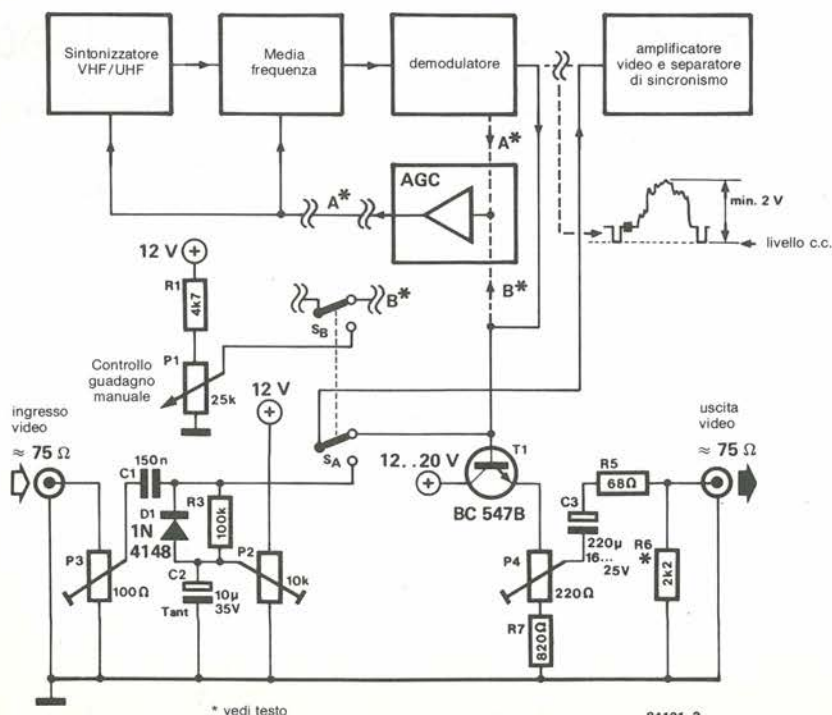 Sintonizzatore
VHF/UHF
Media
frequenza
demodulatore
amplificatore
video e separatore
di sincronismo
A*
A*
AGC
min. 2 V
livello c.c.
12 V
R1
4k7
B*
B*
SB
P1
Controllo
guadagno
manuale
25k
12 V
ingresso
video
≈ 75 Ω
150n
C1
SA
T1
12..20 V
BC 547B
uscita
video
≈ 75 Ω
R5
68Ω
C3
220µ
16...
25V
R3
100k
D1
1N
4148
P2
10k
P3
100Ω
C2
10µ
35V
Tant
P4
220Ω
R6
*
2k2
R7
820Ω
* vedi testo